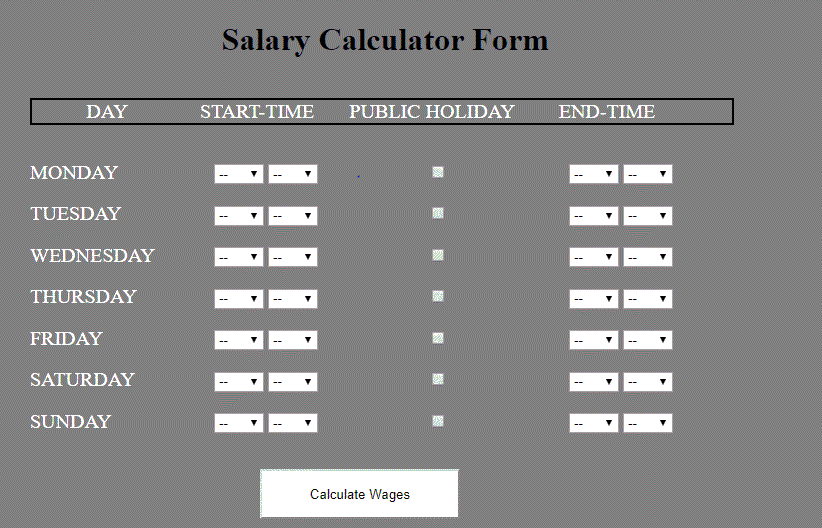 Salary Calculator Form
DAY START-TIME PUBLIC HOLIDAY END-TIME
MONDAY -- -- -- --
TUESDAY -- -- -- --
WEDNESDAY -- -- -- --
THURSDAY -- -- -- --
FRIDAY -- -- -- --
SATURDAY -- -- -- --
SUNDAY -- -- -- --
Calculate Wages